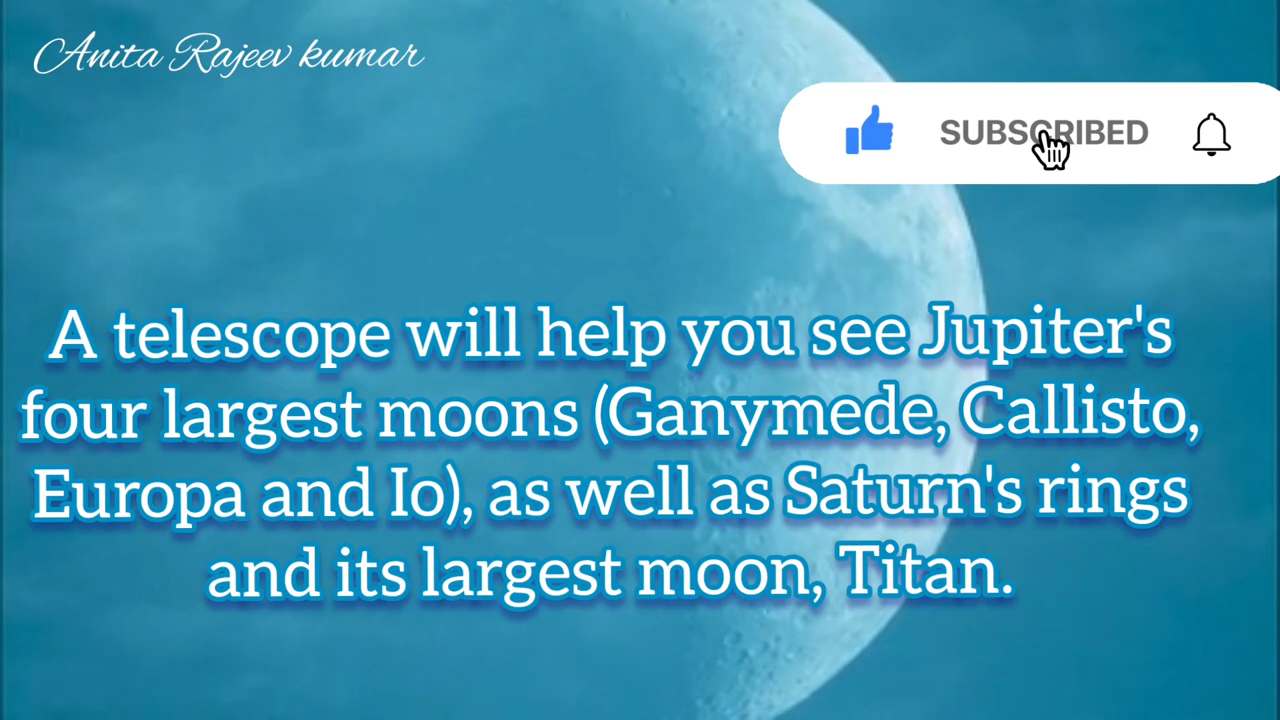 Anita Rajeev kumar
SUBSCRIBED
A telescope will help you see Jupiter's
four largest moons (Ganymede, Callisto,
Europa and Io), as well as Saturn's rings
and its largest moon, Titan.